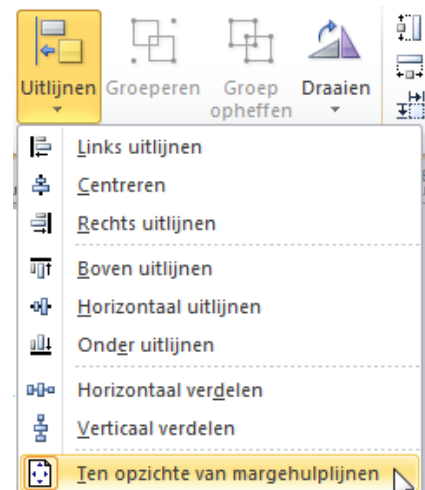 Uitlijnen Groeperen Groep Draaien
opheffen
Links uitlijnen
Centreren
Rechts uitlijnen
Boven uitlijnen
Horizontaal uitlijnen
Onder uitlijnen
Horizontaal verdelen
Verticaal verdelen
Ten opzichte van margehulplijnen